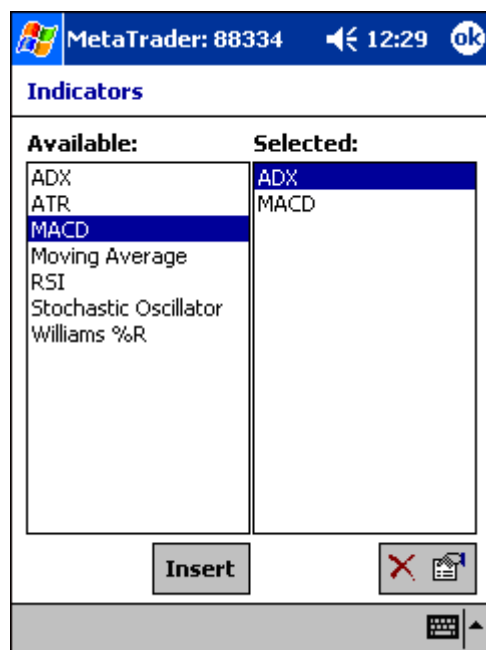 MetaTrader: 88334 12:29 ok
Indicators
Available:
ADX
ATR
MACD
Moving Average
RSI
Stochastic Oscillator
Williams %R
Selected:
ADX
MACD
Insert